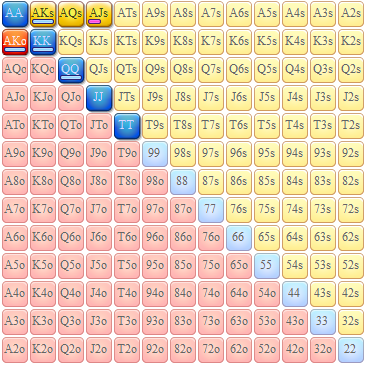 AA AKs AQs AJs ATs A9s A8s A7s A6s A5s A4s A3s A2s
AKo KK KQs KJs KTs K9s K8s K7s K6s K5s K4s K3s K2s
AQo KQo QQ QJs QTs Q9s Q8s Q7s Q6s Q5s Q4s Q3s Q2s
AJo KJo QJo JJ JTs J9s J8s J7s J6s J5s J4s J3s J2s
ATo KTo QTo JTo TT T9s T8s T7s T6s T5s T4s T3s T2s
A9o K9o Q9o J9o T9o 99 98s 97s 96s 95s 94s 93s 92s
A8o K8o Q8o J8o T8o 98o 88 87s 86s 85s 84s 83s 82s
A7o K7o Q7o J7o T7o 97o 87o 77 76s 75s 74s 73s 72s
A6o K6o Q6o J6o T6o 96o 86o 76o 66 65s 64s 63s 62s
A5o K5o Q5o J5o T5o 95o 85o 75o 65o 55 54s 53s 52s
A4o K4o Q4o J4o T4o 94o 84o 74o 64o 54o 44 43s 42s
A3o K3o Q3o J3o T3o 93o 83o 73o 63o 53o 43o 33 32s
A2o K2o Q2o J2o T2o 92o 82o 72o 62o 52o 42o 32o 22